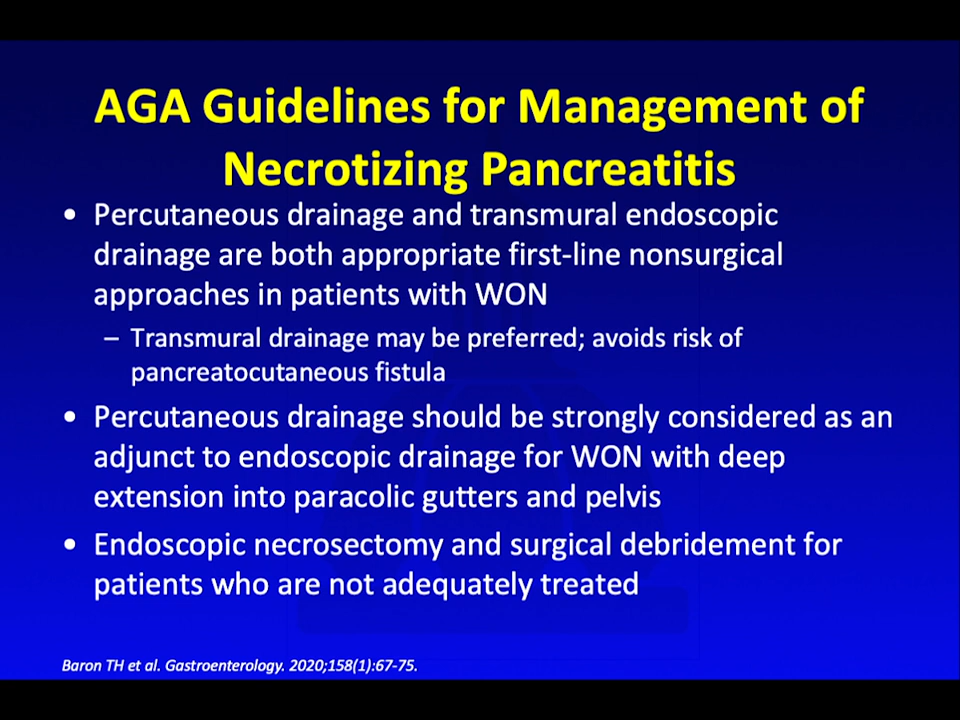 AGA Guidelines for Management of
Necrotizing Pancreatitis
• Percutaneous drainage and transmural endoscopic
drainage are both appropriate first-line nonsurgical
approaches in patients with WON
– Transmural drainage may be preferred; avoids risk of
pancreatocutaneous fistula
• Percutaneous drainage should be strongly considered as an
adjunct to endoscopic drainage for WON with deep
extension into paracolic gutters and pelvis
• Endoscopic necrosectomy and surgical debridement for
patients who are not adequately treated
Baron TH et al. Gastroenterology. 2020;158(1):67-75.